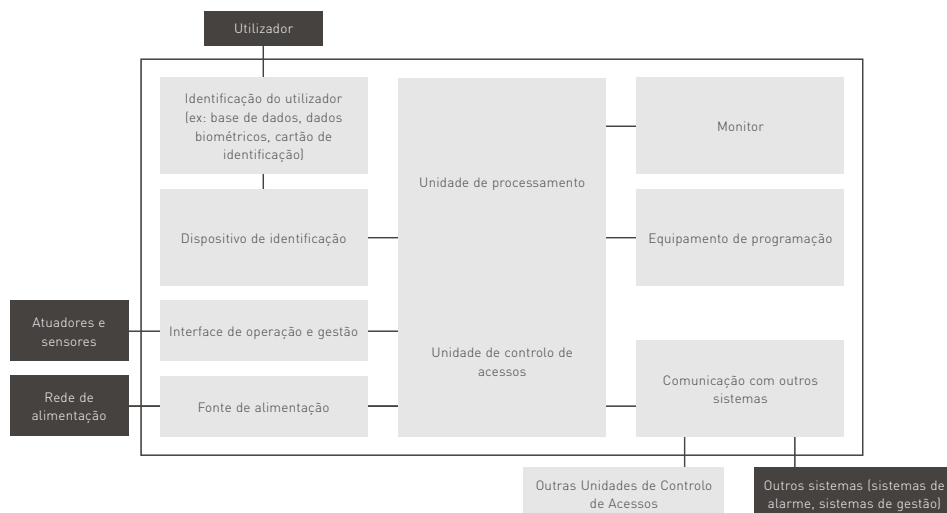 Utilizador
Identificação do utilizador
(ex: base de dados, dados
biométricos, cartão de
identificação)
Unidade de processamento
Monitor
Dispositivo de identificação
Equipamento de programação
Atuadores e
sensores
Interface de operação e gestão
Unidade de controlo de
acessos
Comunicação com outros
sistemas
Rede de
alimentação
Fonte de alimentação
Outras Unidades de Controlo
de Acessos
Outros sistemas (sistemas de
alarme, sistemas de gestão)